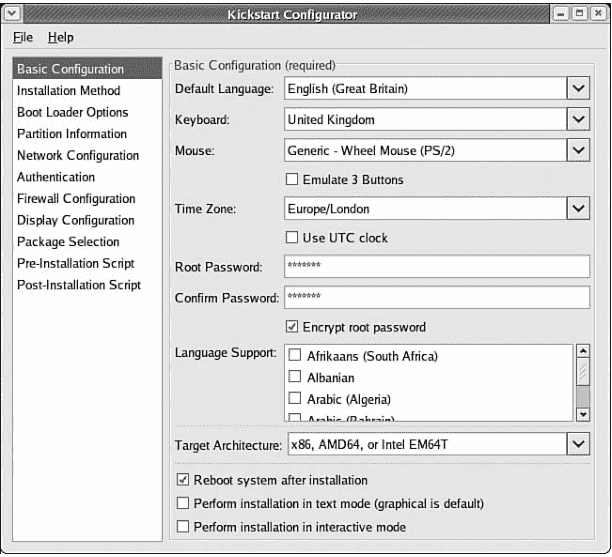 Kickstart Configurator
File Help
Basic Configuration
Installation Method
Boot Loader Options
Partition Information
Network Configuration
Authentication
Firewall Configuration
Display Configuration
Package Selection
Pre-Installation Script
Post-Installation Script
Basic Configuration (required)
Default Language: English (Great Britain)
Keyboard: United Kingdom
Mouse: Generic - Wheel Mouse (PS/2)
Emulate 3 Buttons
Time Zone: Europe/London
Use UTC clock
Root Password: *******
Confirm Password: *******
Encrypt root password
Language Support: Afrikaans (South Africa)
Albanian
Arabic (Algeria)
Arabic (Bahrain)
Target Architecture: x86, AMD64, or Intel EM64T
Reboot system after installation
Perform installation in text mode (graphical is default)
Perform installation in interactive mode